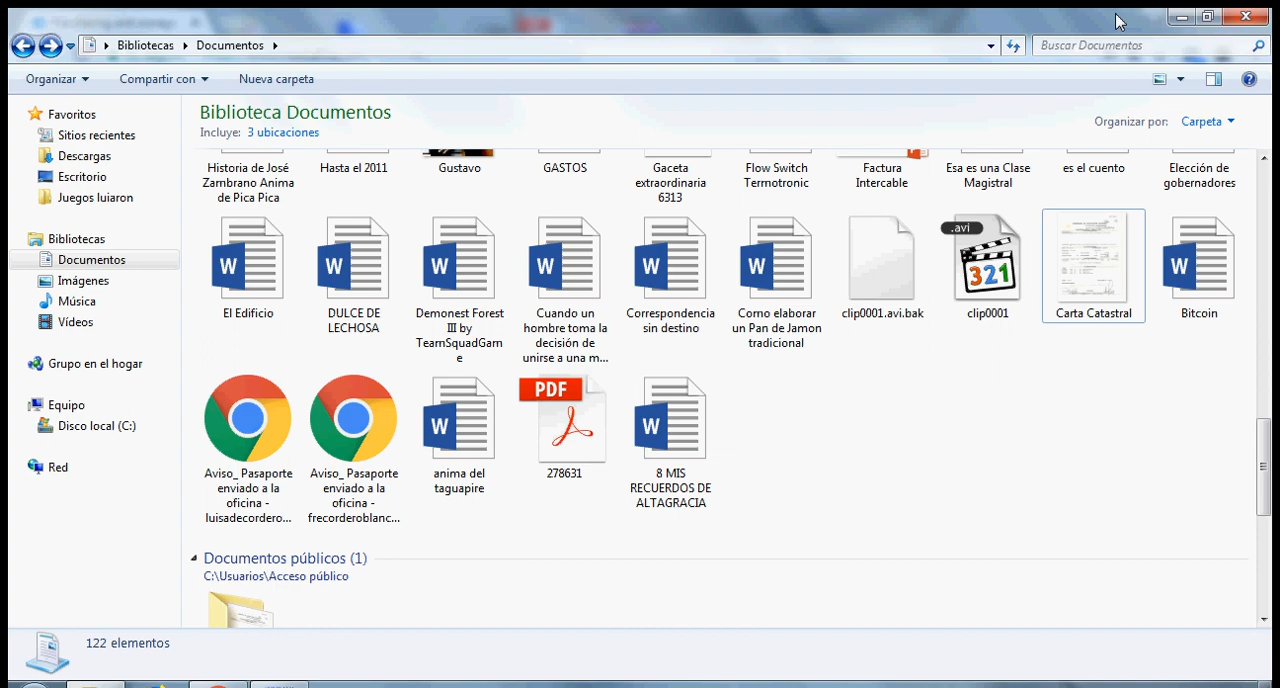 Bibliotecas ▸ Documentos ▸
Buscar Documentos
Organizar
Compartir con
Nueva carpeta
Favoritos
Sitios recientes
Descargas
Escritorio
Juegos luiaron
Bibliotecas
Documentos
Imágenes
Música
Vídeos
Grupo en el hogar
Equipo
Disco local (C:)
Red
Biblioteca Documentos
Incluye: 3 ubicaciones
Organizar por: Carpeta
Historia de José
Zambrano Anima
de Pica Pica
Hasta el 2011
Gustavo
GASTOS
Gaceta
extraordinaria
6313
Flow Switch
Termotronic
Factura
Intercable
Esa es una Clase
Magistral
es el cuento
Elección de
gobernadores
El Edificio
DULCE DE
LECHOSA
Demonest Forest
III by
TeamSquadGam
e
Cuando un
hombre toma la
decisión de
unirse a una m...
Correspondencia
sin destino
Como elaborar
un Pan de Jamon
tradicional
clip0001.avi.bak
.avi
321
clip0001
Carta Catastral
Bitcoin
Aviso_ Pasaporte
enviado a la
oficina -
luisadecordero...
Aviso_ Pasaporte
enviado a la
oficina -
frecorderoblanc...
anima del
taguapire
PDF
278631
8 MIS
RECUERDOS DE
ALTAGRACIA
Documentos públicos (1)
C:\Usuarios\Acceso público
122 elementos